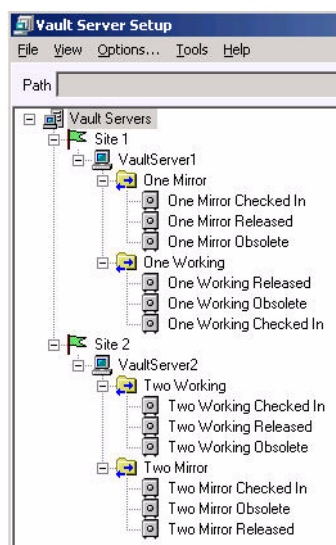 Vault Server Setup
File View Options... Tools Help
Path
Vault Servers
Site 1
VaultServer1
One Mirror
One Mirror Checked In
One Mirror Released
One Mirror Obsolete
One Working
One Working Released
One Working Obsolete
One Working Checked In
Site 2
VaultServer2
Two Working
Two Working Checked In
Two Working Released
Two Working Obsolete
Two Mirror
Two Mirror Checked In
Two Mirror Obsolete
Two Mirror Released